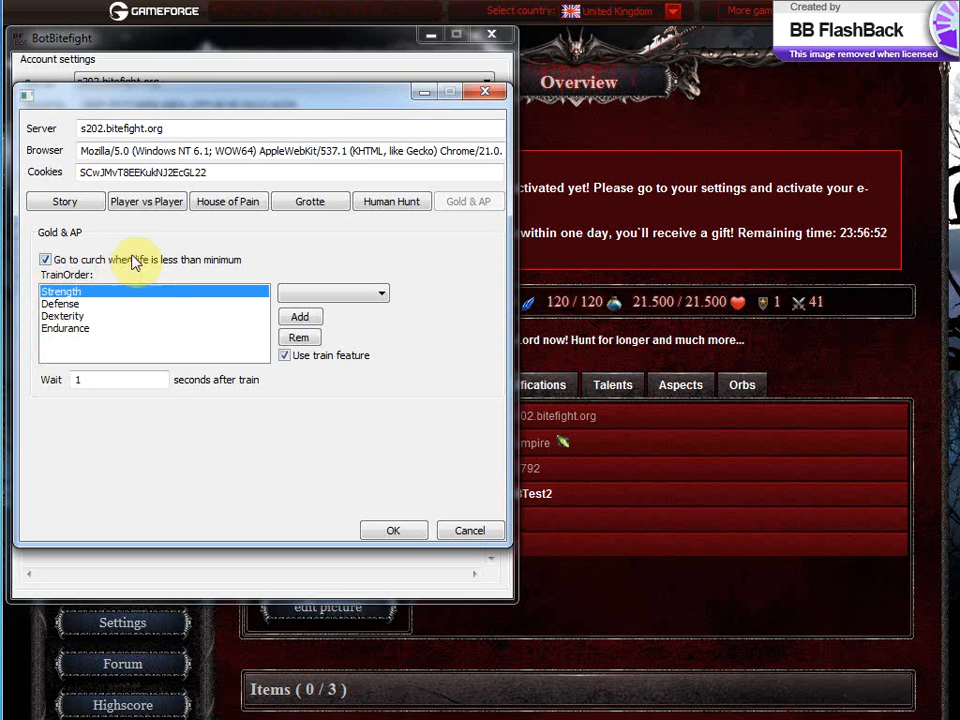 GAMEFORGE
Select country:
United Kingdom
More gam
Created by
BB FlashBack
This image removed when licensed
BotBitefight
Account settings
s202.bitefight.org
Overview
Server
s202.bitefight.org
Browser
Mozilla/5.0 (Windows NT 6.1; WOW64) AppleWebKit/537.1 (KHTML, like Gecko) Chrome/21.0.
Cookies
SCwJMvT8EEKukNJ2EcGL22
Story
Player vs Player
House of Pain
Grotte
Human Hunt
Gold & AP
Gold & AP
Go to curch when life is less than minimum
TrainOrder:
Strength
Defense
Dexterity
Endurance
Add
Rem
Use train feature
Wait 1 seconds after train
OK
Cancel
ctivated yet! Please go to your settings and activate your e-
within one day, you`ll receive a gift! Remaining time: 23:56:52
120 / 120
21.500 / 21.500
1
41
ord now! Hunt for longer and much more...
fications
Talents
Aspects
Orbs
02.bitefight.org
mpire
792
Test2
edit picture
Settings
Forum
Highscore
Items ( 0 / 3 )